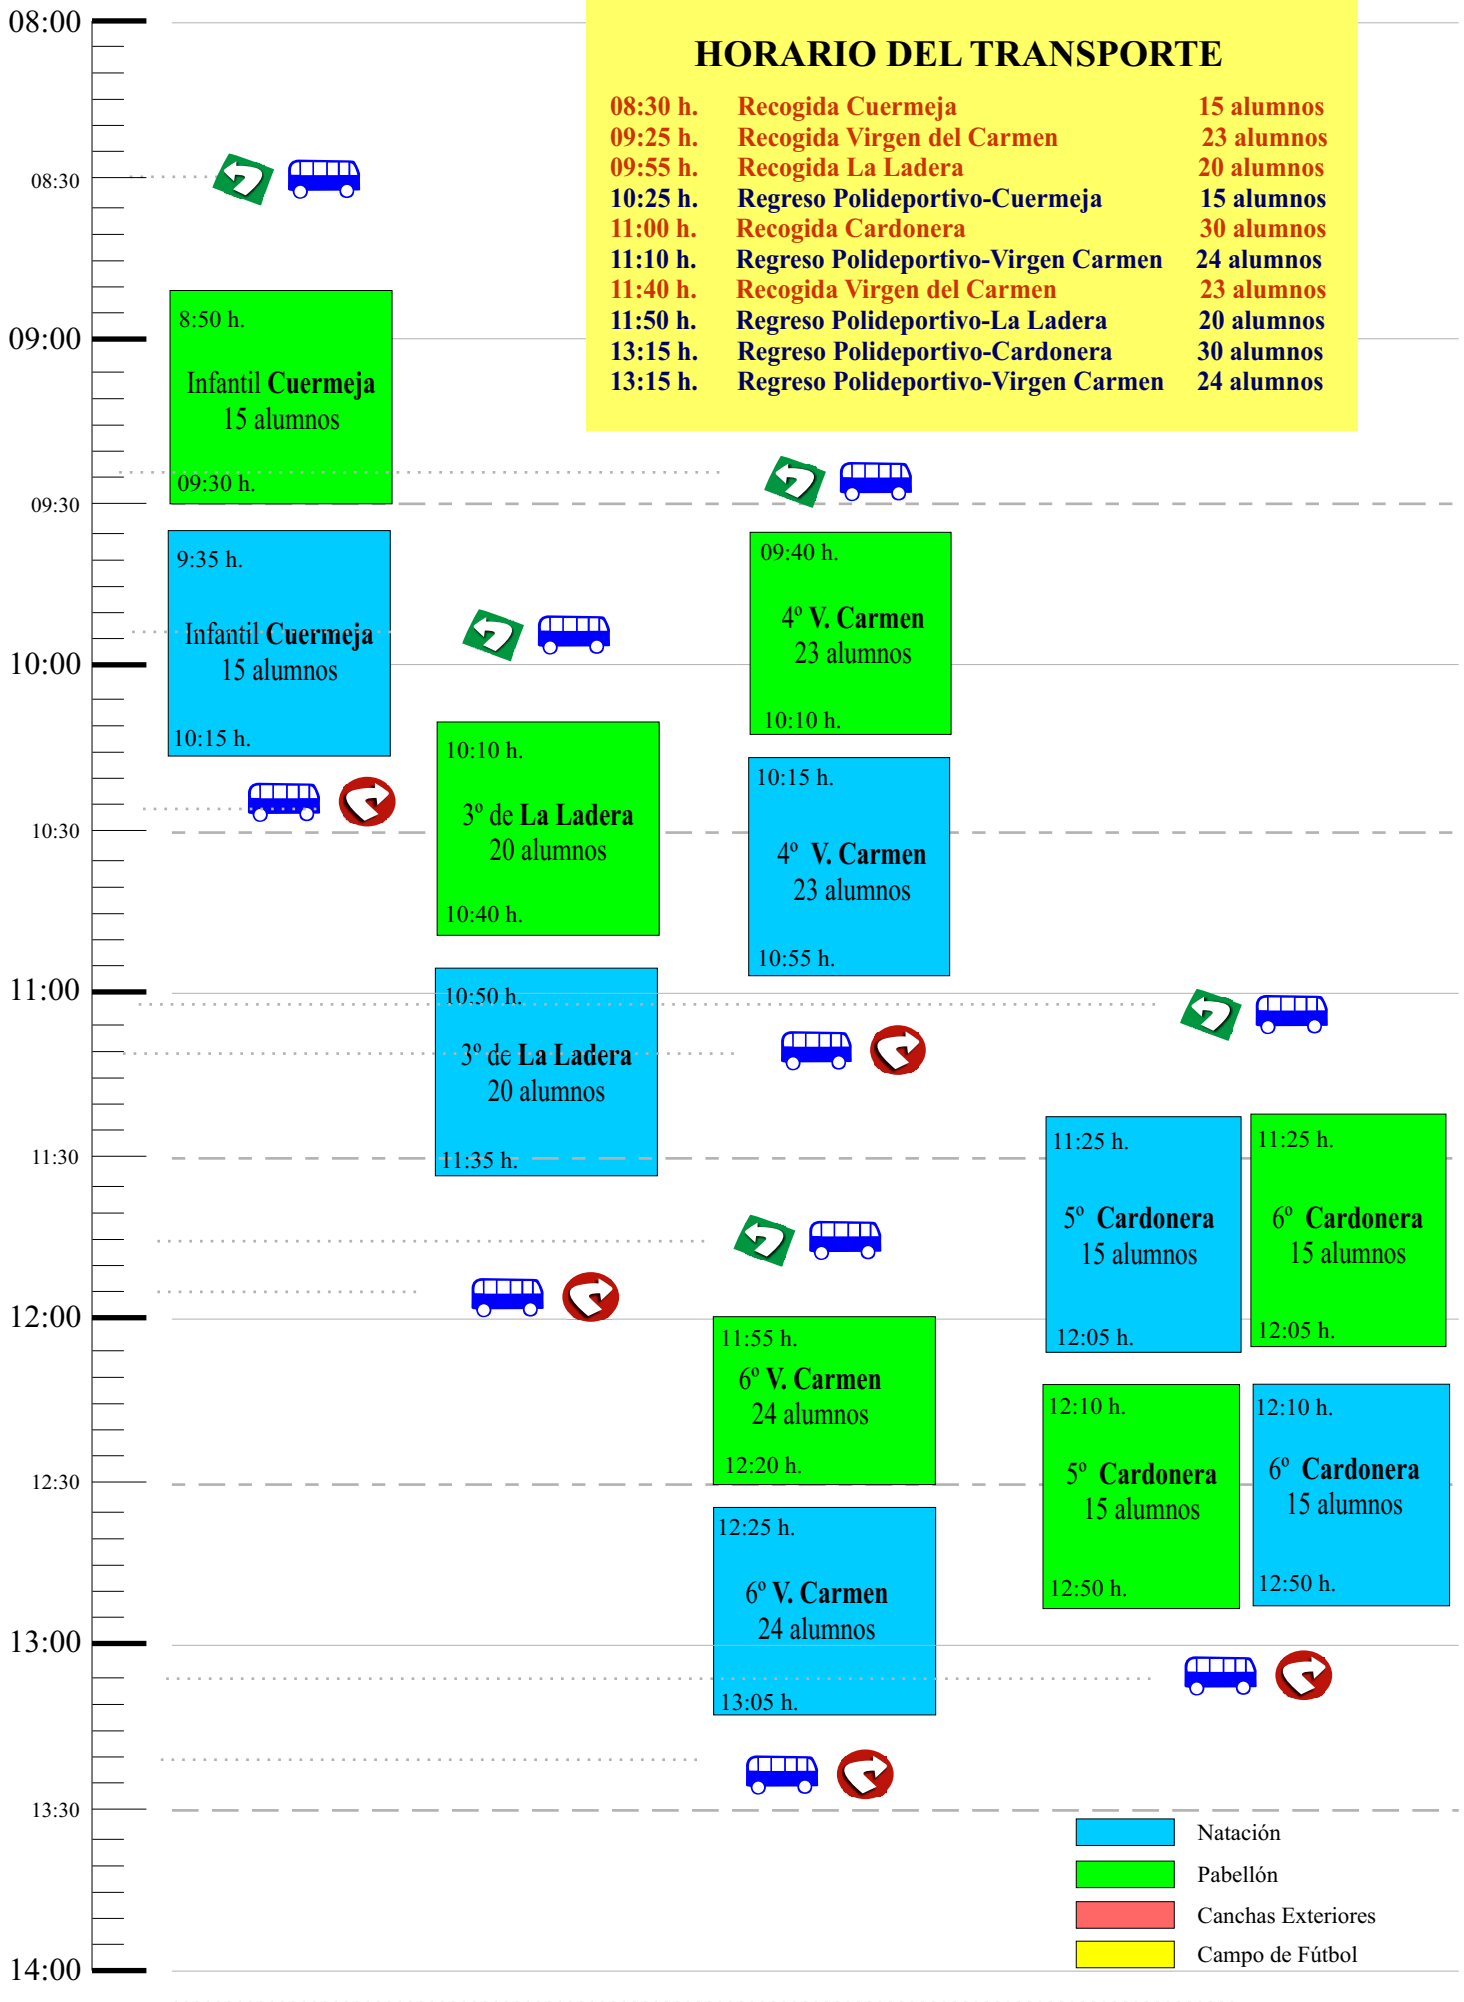 08:00
HORARIO DEL TRANSPORTE
08:30 h. Recogida Cuermeja 15 alumnos
09:25 h. Recogida Virgen del Carmen 23 alumnos
09:55 h. Recogida La Ladera 20 alumnos
10:25 h. Regreso Polideportivo-Cuermeja 15 alumnos
11:00 h. Recogida Cardonera 30 alumnos
11:10 h. Regreso Polideportivo-Virgen Carmen 24 alumnos
11:40 h. Recogida Virgen del Carmen 23 alumnos
11:50 h. Regreso Polideportivo-La Ladera 20 alumnos
13:15 h. Regreso Polideportivo-Cardonera 30 alumnos
13:15 h. Regreso Polideportivo-Virgen Carmen 24 alumnos
08:30
8:50 h.
09:00
Infantil Cuermeja
15 alumnos
09:30 h.
09:30
9:35 h.
Infantil Cuermeja
15 alumnos
10:15 h.
09:40 h.
4º V. Carmen
23 alumnos
10:10 h.
10:00
10:10 h.
3º de La Ladera
20 alumnos
10:40 h.
10:15 h.
4º V. Carmen
23 alumnos
10:55 h.
10:30
11:00
10:50 h.
3º de La Ladera
20 alumnos
11:35 h.
11:30
11:25 h.
5º Cardonera
15 alumnos
12:05 h.
11:25 h.
6º Cardonera
15 alumnos
12:05 h.
12:00
11:55 h.
6º V. Carmen
24 alumnos
12:20 h.
12:10 h.
5º Cardonera
15 alumnos
12:50 h.
12:10 h.
6º Cardonera
15 alumnos
12:50 h.
12:30
12:25 h.
6º V. Carmen
24 alumnos
13:05 h.
13:00
13:30
Natación
Pabellón
Canchas Exteriores
Campo de Fútbol
14:00